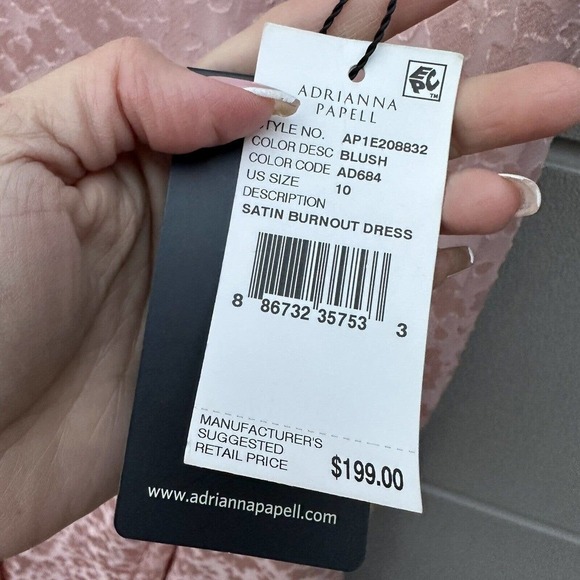 EPC™
ADRIANNA
PAPELL
STYLE NO. AP1E208832
COLOR DESC BLUSH
COLOR CODE AD684
US SIZE 10
DESCRIPTION
SATIN BURNOUT DRESS
8 86732 35753 3
MANUFACTURER'S
SUGGESTED
RETAIL PRICE $199.00
www.adriannapapell.com